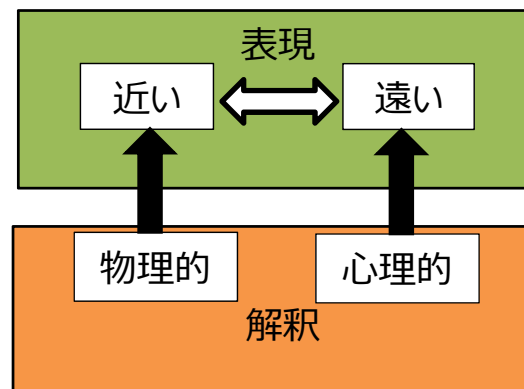 表現
近い
遠い
物理的
心理的
解釈